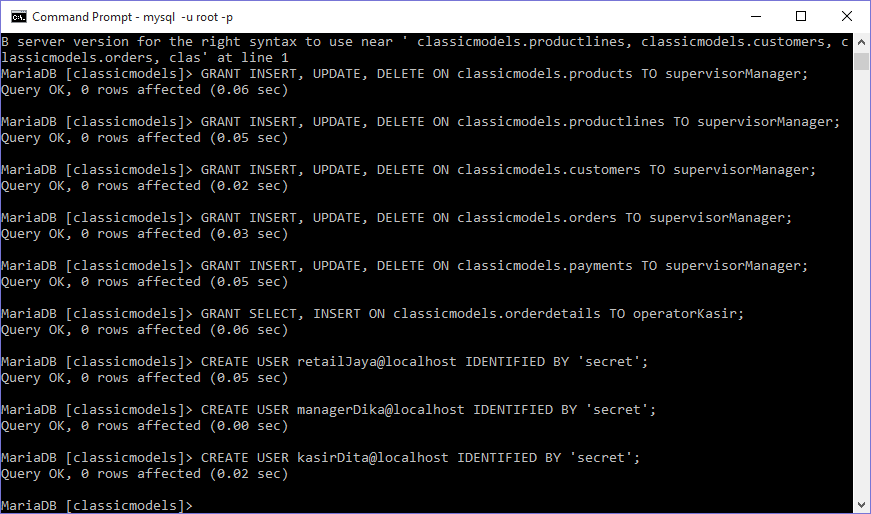 Command Prompt - mysql -u root -p
B server version for the right syntax to use near ' classicmodels.productlines, classicmodels.customers, c
lassicmodels.orders, clas' at line 1
MariaDB [classicmodels]> GRANT INSERT, UPDATE, DELETE ON classicmodels.products TO supervisorManager;
Query OK, 0 rows affected (0.06 sec)
MariaDB [classicmodels]> GRANT INSERT, UPDATE, DELETE ON classicmodels.productlines TO supervisorManager;
Query OK, 0 rows affected (0.05 sec)
MariaDB [classicmodels]> GRANT INSERT, UPDATE, DELETE ON classicmodels.customers TO supervisorManager;
Query OK, 0 rows affected (0.02 sec)
MariaDB [classicmodels]> GRANT INSERT, UPDATE, DELETE ON classicmodels.orders TO supervisorManager;
Query OK, 0 rows affected (0.03 sec)
MariaDB [classicmodels]> GRANT INSERT, UPDATE, DELETE ON classicmodels.payments TO supervisorManager;
Query OK, 0 rows affected (0.05 sec)
MariaDB [classicmodels]> GRANT SELECT, INSERT ON classicmodels.orderdetails TO operatorKasir;
Query OK, 0 rows affected (0.06 sec)
MariaDB [classicmodels]> CREATE USER retailJaya@localhost IDENTIFIED BY 'secret';
Query OK, 0 rows affected (0.05 sec)
MariaDB [classicmodels]> CREATE USER managerDika@localhost IDENTIFIED BY 'secret';
Query OK, 0 rows affected (0.00 sec)
MariaDB [classicmodels]> CREATE USER kasirDita@localhost IDENTIFIED BY 'secret';
Query OK, 0 rows affected (0.02 sec)
MariaDB [classicmodels]>